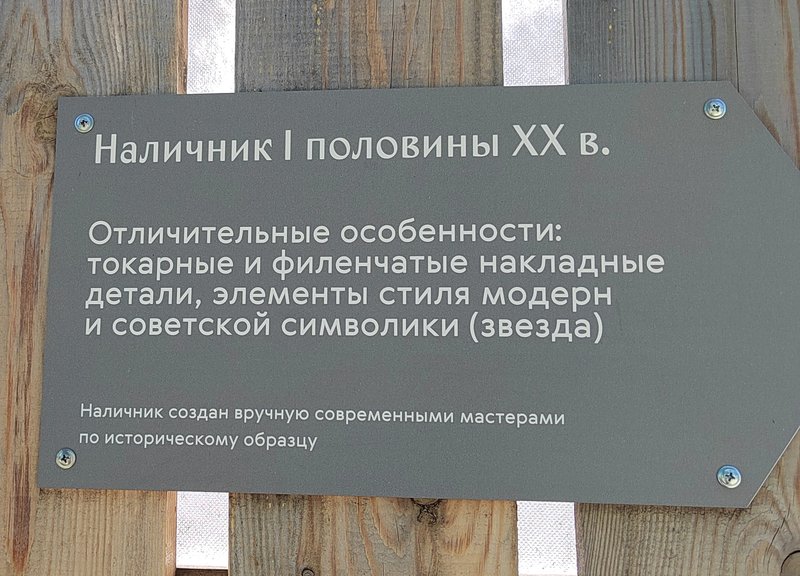 Наличник I половины XX в.
Отличительные особенности:
токарные и филенчатые накладные
детали, элементы стиля модерн
и советской символики (звезда)
Наличник создан вручную современными мастерами
по историческому образцу